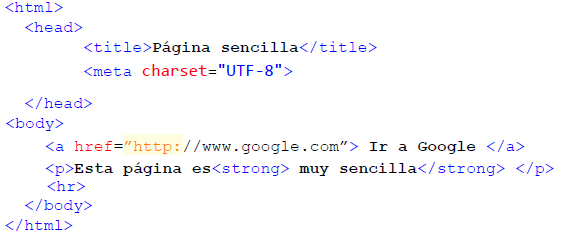 <html>
<head>
<title>Página sencilla</title>
<meta charset="UTF-8">
</head>
<body>
<a href=”http://www.google.com”> Ir a Google </a>
<p>Esta página es<strong> muy sencilla</strong> </p>
<hr>
</body>
</html>